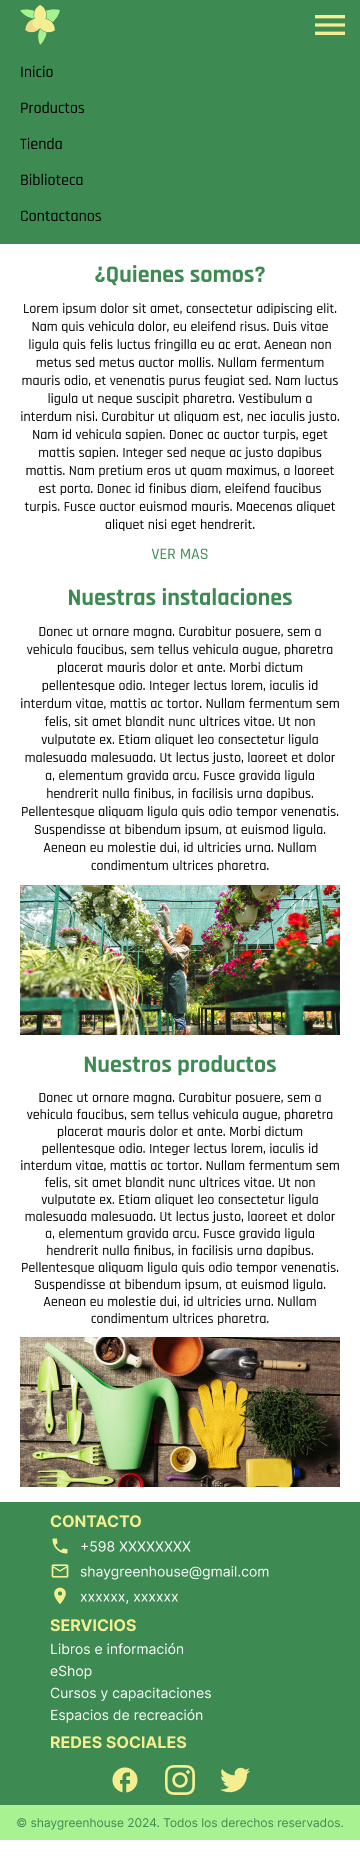 Inicio
Productos
Tienda
Biblioteca
Contactanos
¿Quienes somos?
Lorem ipsum dolor sit amet, consectetur adipiscing elit.
Nam quis vehicula dolor, eu eleifend risus. Duis vitae
ligula quis felis luctus fringilla eu ac erat. Aenean non
metus sed metus auctor mollis. Nullam fermentum
mauris odio, et venenatis purus feugiat sed. Nam luctus
ligula ut neque suscipit pharetra. Vestibulum a
interdum nisi. Curabitur ut aliquam est, nec iaculis justo.
Nam id vehicula sapien. Donec ac auctor turpis, eget
mattis sapien. Integer sed neque ac justo dapibus
mattis. Nam pretium eros ut quam maximus, a laoreet
est porta. Donec id finibus diam, eleifend faucibus
turpis. Fusce auctor euismod mauris. Maecenas aliquet
aliquet nisi eget hendrerit.
VER MAS
Nuestras instalaciones
Donec ut ornare magna. Curabitur posuere, sem a
vehicula faucibus, sem tellus vehicula augue, pharetra
placerat mauris dolor et ante. Morbi dictum
pellentesque odio. Integer lectus lorem, iaculis id
interdum vitae, mattis ac tortor. Nullam fermentum sem
felis, sit amet blandit nunc ultrices vitae. Ut non
vulputate ex. Etiam aliquet leo consectetur ligula
malesuada malesuada. Ut lectus justo, laoreet et dolor
a, elementum gravida arcu. Fusce gravida ligula
hendrerit nulla finibus, in facilisis urna dapibus.
Pellentesque aliquam ligula quis odio tempor venenatis.
Suspendisse at bibendum ipsum, at euismod ligula.
Aenean eu molestie dui, id ultricies urna. Nullam
condimentum ultrices pharetra.
Nuestros productos
Donec ut ornare magna. Curabitur posuere, sem a
vehicula faucibus, sem tellus vehicula augue, pharetra
placerat mauris dolor et ante. Morbi dictum
pellentesque odio. Integer lectus lorem, iaculis id
interdum vitae, mattis ac tortor. Nullam fermentum sem
felis, sit amet blandit nunc ultrices vitae. Ut non
vulputate ex. Etiam aliquet leo consectetur ligula
malesuada malesuada. Ut lectus justo, laoreet et dolor
a, elementum gravida arcu. Fusce gravida ligula
hendrerit nulla finibus, in facilisis urna dapibus.
Pellentesque aliquam ligula quis odio tempor venenatis.
Suspendisse at bibendum ipsum, at euismod ligula.
Aenean eu molestie dui, id ultricies urna. Nullam
condimentum ultrices pharetra.
CONTACTO
+598 XXXXXXXX
shaygreenhouse@gmail.com
xxxxxx, xxxxxx
SERVICIOS
Libros e información
eShop
Cursos y capacitaciones
Espacios de recreación
REDES SOCIALES
© shaygreenhouse 2024. Todos los derechos reservados.